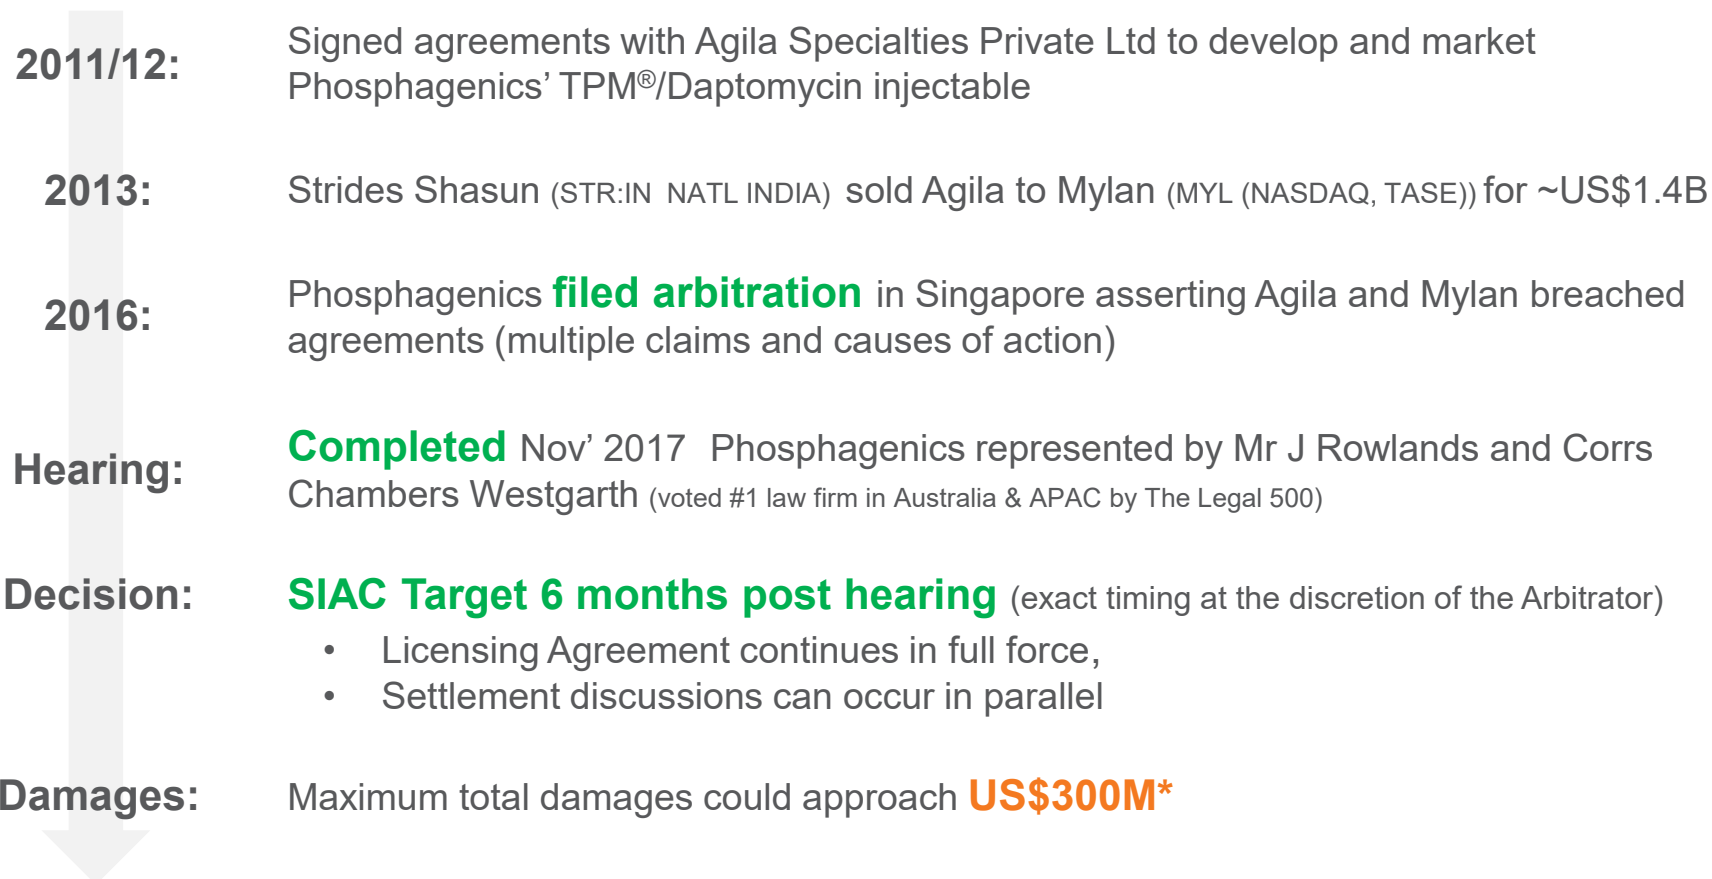 2011/12:
Signed agreements with Agila Specialties Private Ltd to develop and market
Phosphagenics’ TPM®/Daptomycin injectable
2013:
Strides Shasun (STR:IN NATL INDIA) sold Agila to Mylan (MYL (NASDAQ, TASE)) for ~US$1.4B
2016:
Phosphagenics filed arbitration in Singapore asserting Agila and Mylan breached
agreements (multiple claims and causes of action)
Hearing:
Completed Nov’ 2017 Phosphagenics represented by Mr J Rowlands and Corrs
Chambers Westgarth (voted #1 law firm in Australia & APAC by The Legal 500)
Decision:
SIAC Target 6 months post hearing (exact timing at the discretion of the Arbitrator)
• Licensing Agreement continues in full force,
• Settlement discussions can occur in parallel
Damages:
Maximum total damages could approach US$300M*